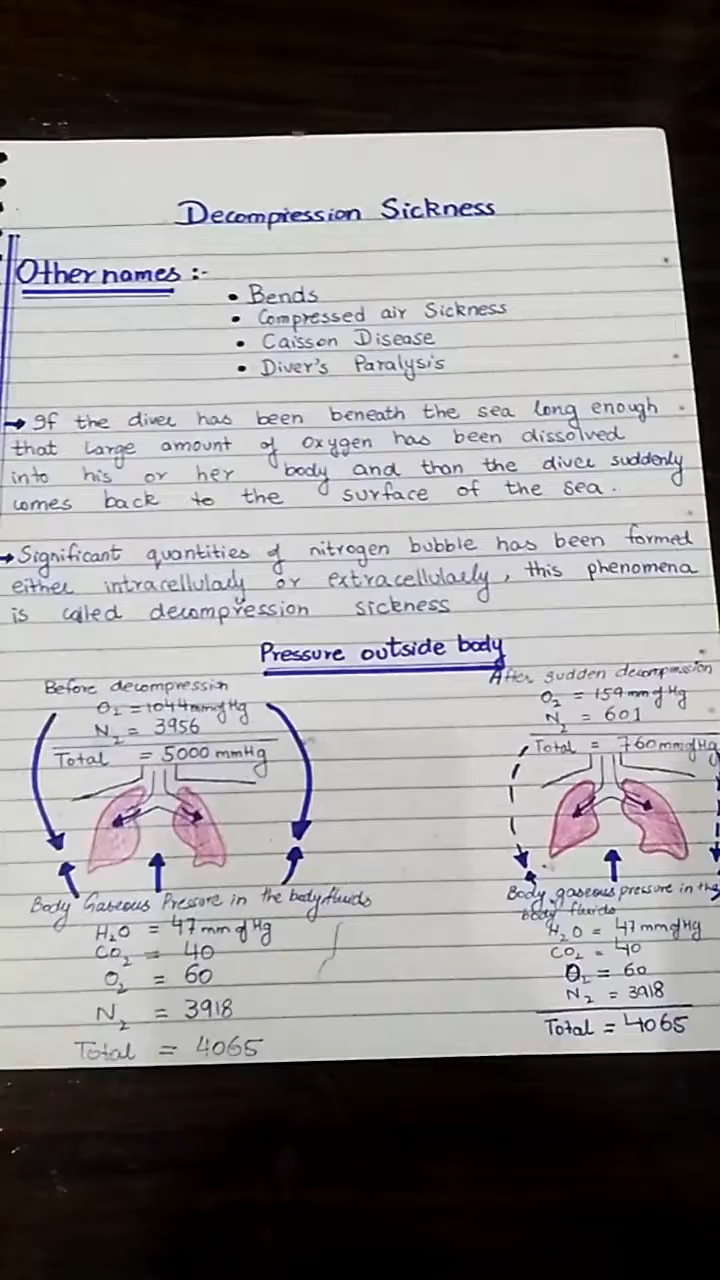 Decompression Sickness
Other names :-
• Bends
• Compressed air Sickness
• Caisson Disease
• Diver's Paralysis
→ If the diver has been beneath the sea long enough
that large amount of oxygen has been dissolved
into his or her body and than the diver suddenly
comes back to the surface of the sea.
→ Significant quantities of nitrogen bubble has been formed
either intracellularly or extracellularly, this phenomena
is called decompression sickness
Pressure outside body
Before decompression
O₂ = 1044 mm of Hg
N₂ = 3956
Total = 5000 mmHg
Body Gaseous Pressure in the body fluids
H₂O = 47 mm of Hg
CO₂ = 40
O₂ = 60
N₂ = 3918
Total = 4065
After sudden decompression
O₂ = 159 mm of Hg
N₂ = 601
Total = 760 mm of Hg
Body gaseous pressure in the
body fluids
H₂O = 47 mm of Hg
CO₂ = 40
O₂ = 60
N₂ = 3918
Total = 4065